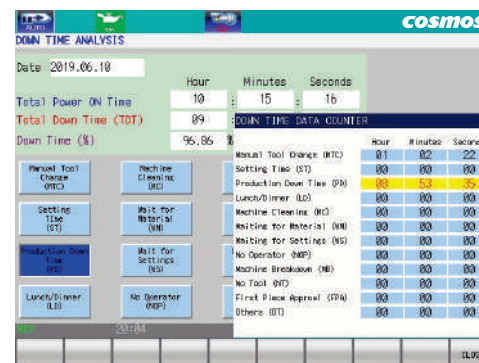 AUTO
cosmos
DOWN TIME ANALYSIS
Date 2019.06.18
Hour Minutes Seconds
Total Power ON Time 10 : 15 : 16
Total Down Time (TDT) 09 :
Down Time (%) 96.86 %
DOWN TIME DATA COUNTER
Hour Minutes Second
Manual Tool Change (MTC) 01 02 22
Setting Time (ST) 00 00 00
Production Down Time (PD) 08 53 35
Lunch/Dinner (LD) 00 00 00
Machine Cleaning (MC) 00 00 00
Waiting for Material (WM) 00 00 00
Waiting for Settings (WS) 00 00 00
No Operator (NOP) 00 00 00
Machine Breakdown (MB) 00 00 00
No Tool (NT) 00 00 00
First Piece Approal (FPA) 00 00 00
Others (OT) 00 00 00
Manual Tool
Change
(MTC)
Machine
Cleaning
(MC)
Setting
Time
(ST)
Wait for
Material
(WM)
Production Down
Time
(PD)
Wait for
Settings
(WS)
Lunch/Dinner
(LD)
No Operator
(NOP)
20:04
CLOS